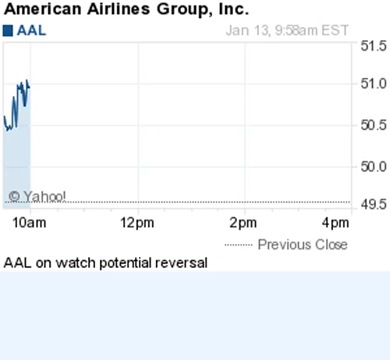 American Airlines Group, Inc.
AAL
Jan 13, 9:58am EST
51.5
51.0
50.5
50.0
49.5
© Yahoo!
10am 12pm 2pm 4pm
Previous Close
AAL on watch potential reversal